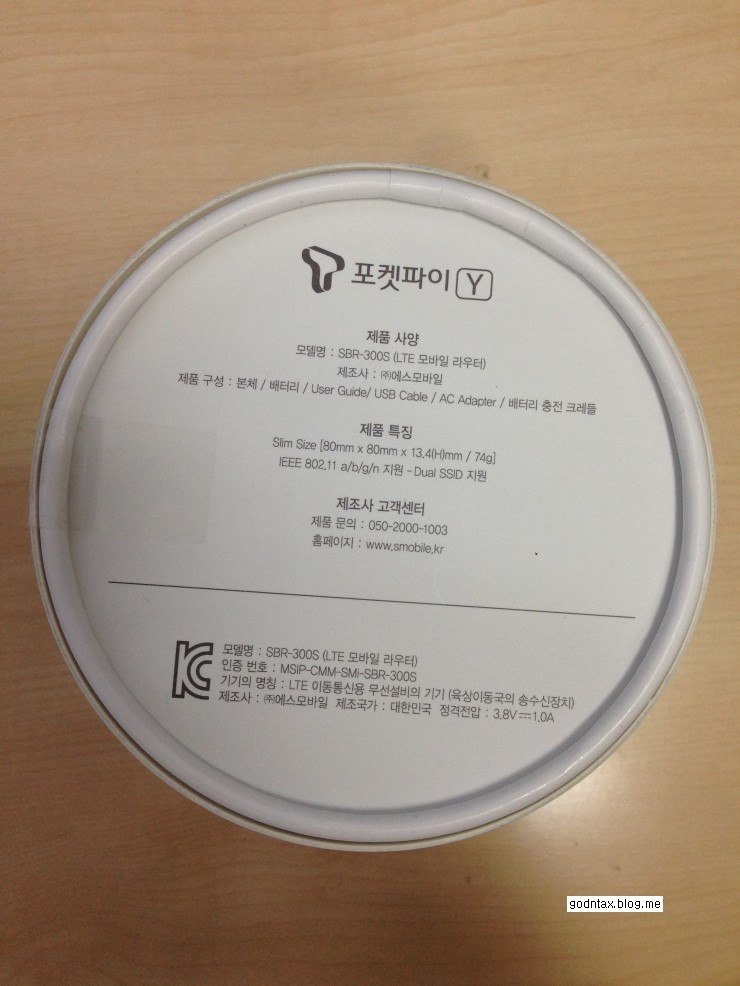 포켓파이 Y
제품 사양
모델명 : SBR-300S (LTE 모바일 라우터)
제조사 : ㈜에스모바일
제품 구성 : 본체 / 배터리 / User Guide/ USB Cable / AC Adapter / 배터리 충전 크레들
제품 특징
Slim Size [80mm x 80mm x 13.4(H)mm / 74g]
IEEE 802.11 a/b/g/n 지원 - Dual SSID 지원
제조사 고객센터
제품 문의 : 050-2000-1003
홈페이지 : www.smobile.kr
모델명 : SBR-300S (LTE 모바일 라우터)
인증 번호 : MSIP-CMM-SMI-SBR-300S
기기의 명칭 : LTE 이동통신용 무선설비의 기기 (육상이동국의 송수신장치)
제조사 : ㈜에스모바일 제조국가 : 대한민국 정격전압 : 3.8V⎓1.0A
godntax.blog.me